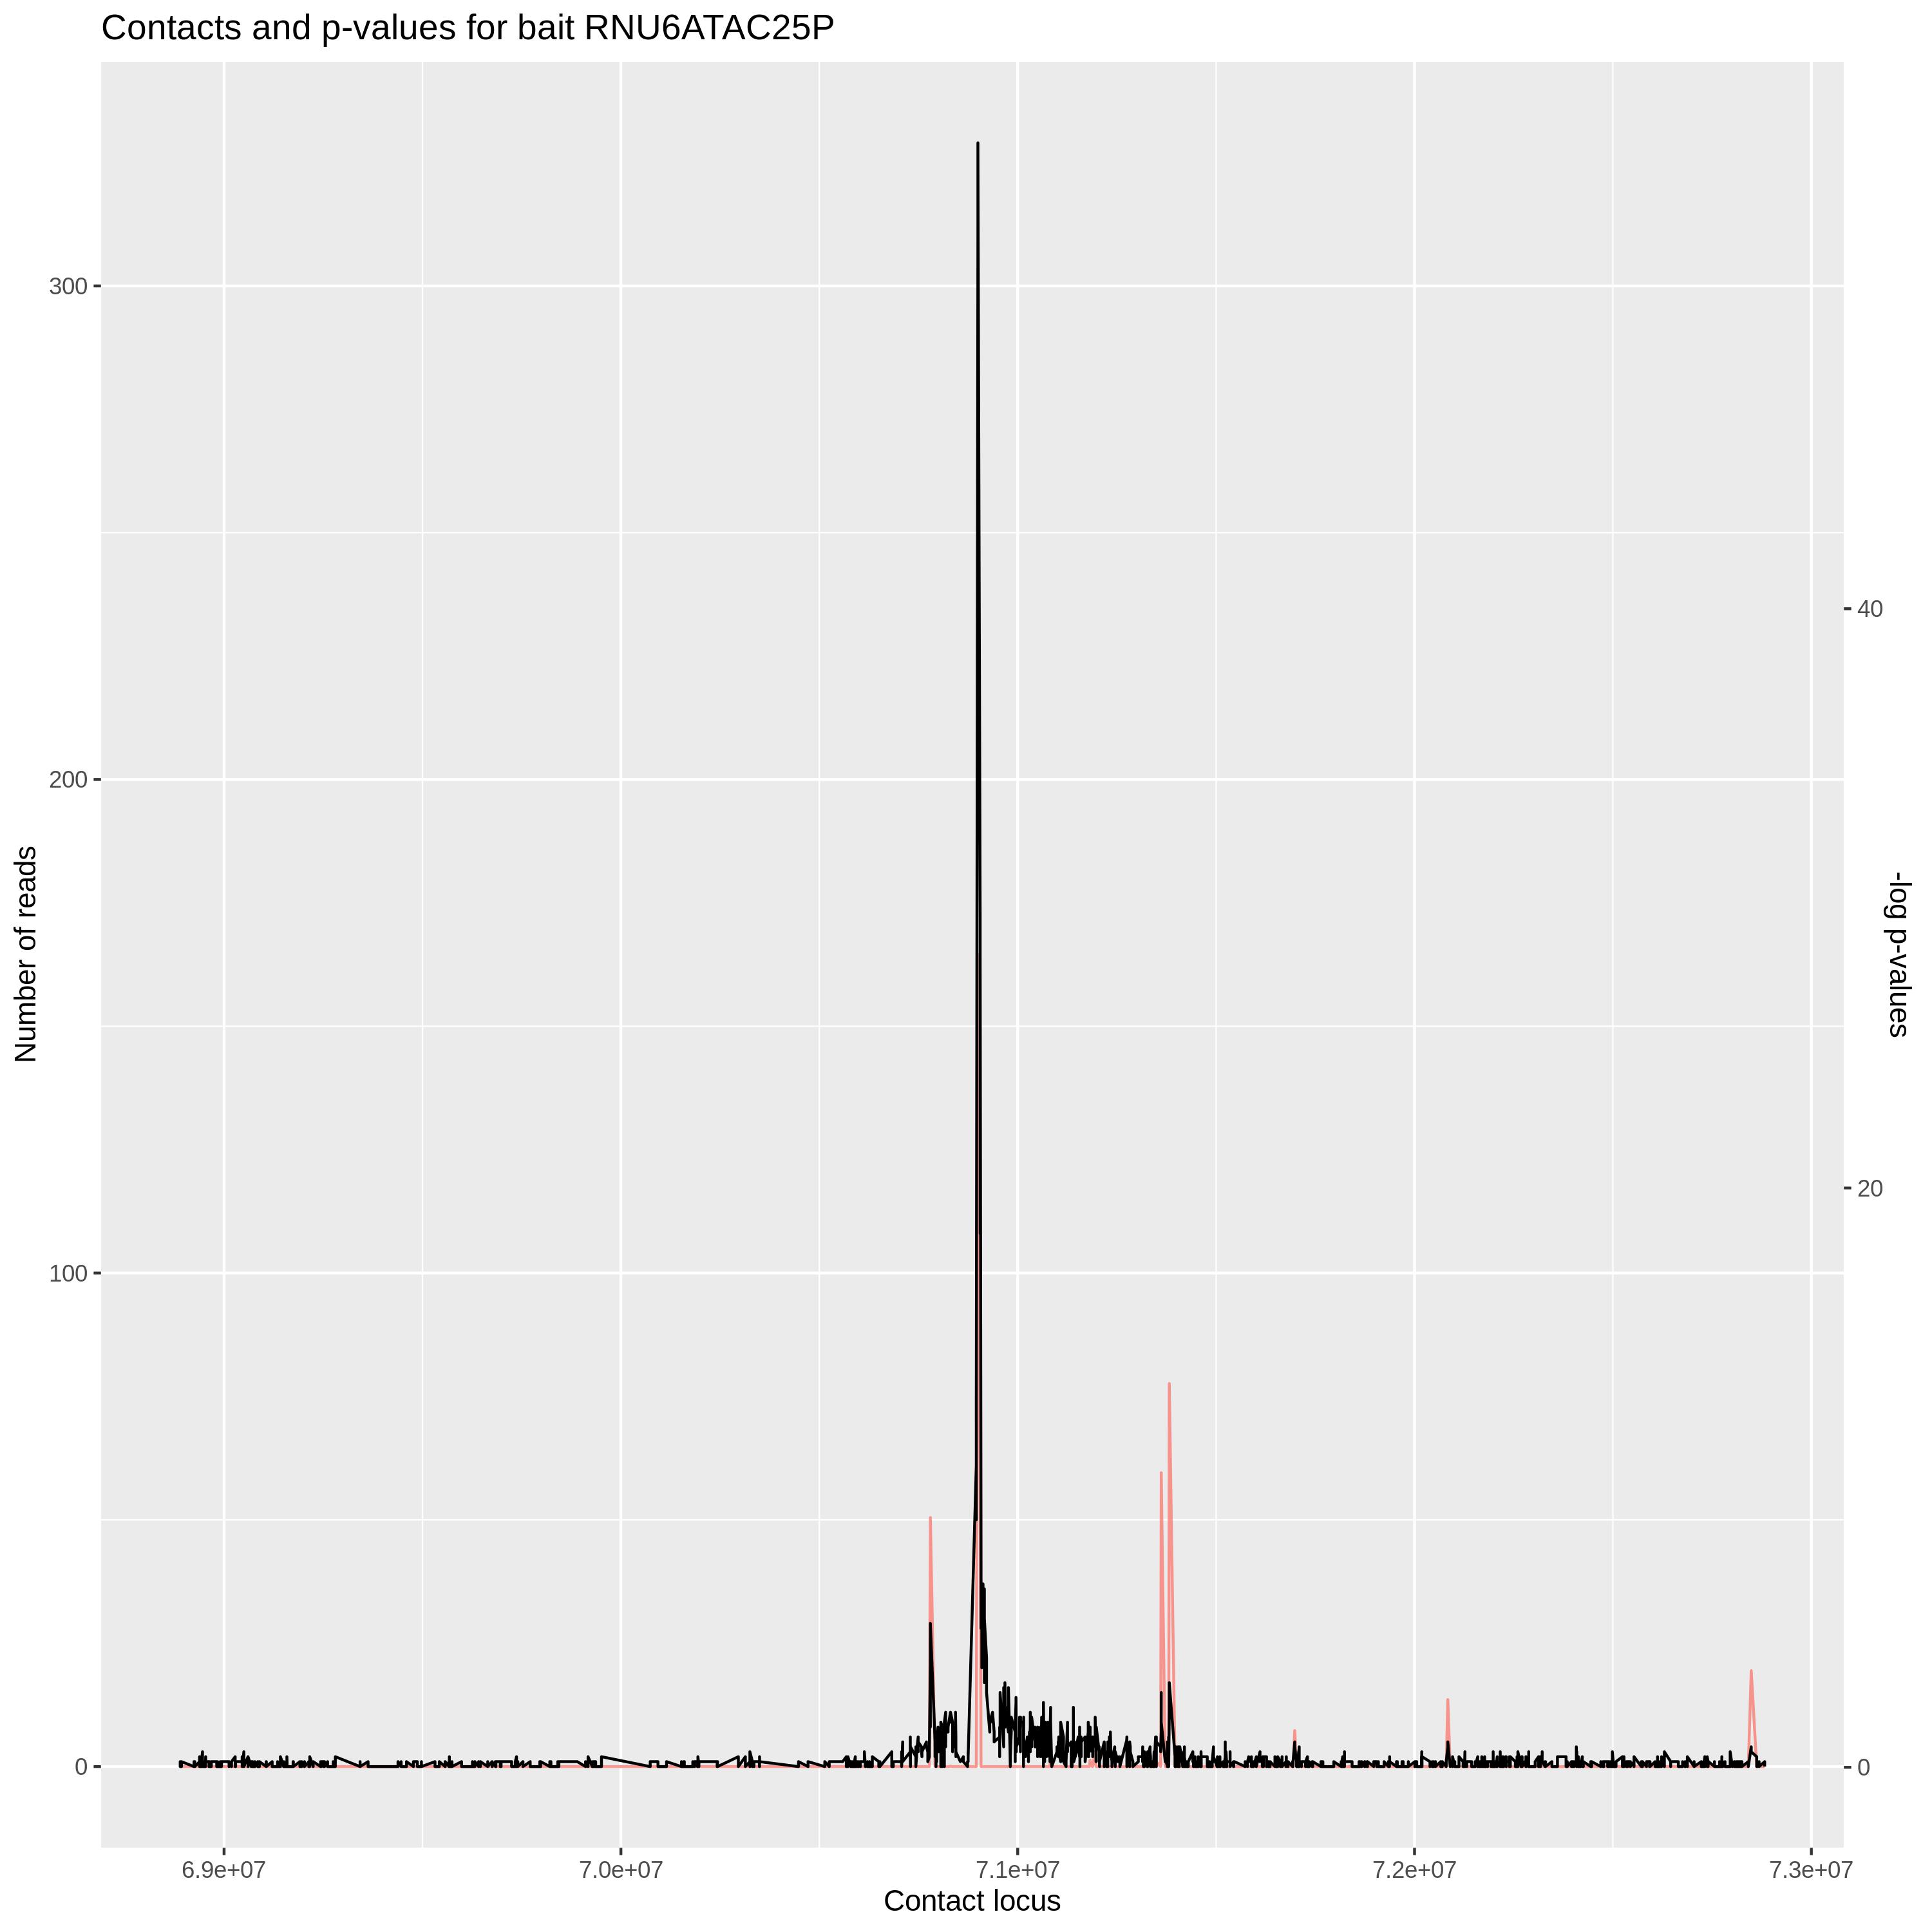 Contacts and p-values for bait RNU6ATAC25P
300
200
100
0
Number of reads
40
20
0
-log p-values
6.9e+07
7.0e+07
7.1e+07
7.2e+07
7.3e+07
Contact locus